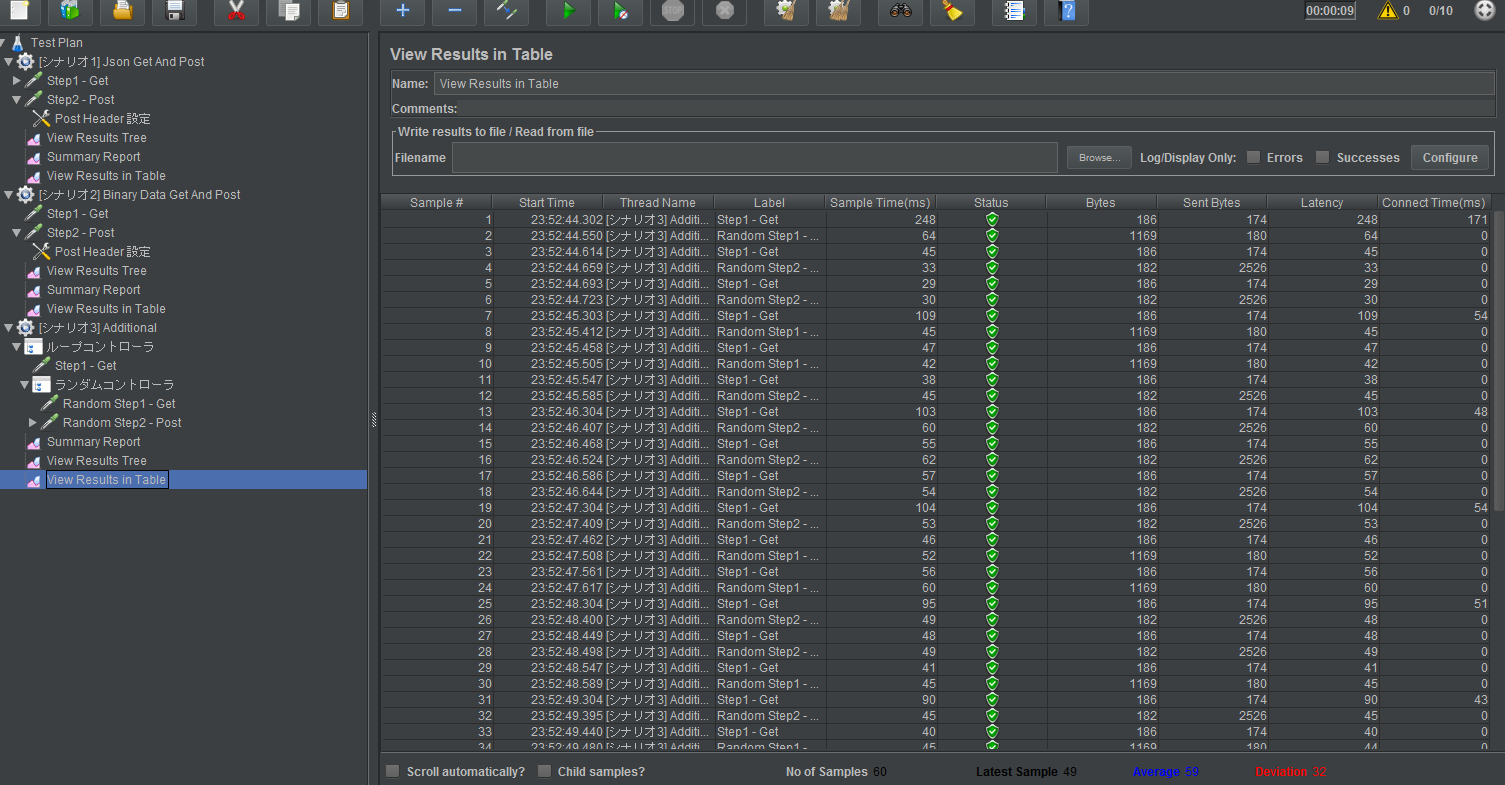 STOP
00:00:09 0 0/10
Test Plan
[シナリオ1] Json Get And Post
Step1 - Get
Step2 - Post
Post Header 設定
View Results Tree
Summary Report
View Results in Table
[シナリオ2] Binary Data Get And Post
Step1 - Get
Step2 - Post
Post Header 設定
View Results Tree
Summary Report
View Results in Table
[シナリオ3] Additional
ループコントローラ
Step1 - Get
ランダムコントローラ
Random Step1 - Get
Random Step2 - Post
Summary Report
View Results Tree
View Results in Table
View Results in Table
Name: View Results in Table
Comments:
Write results to file / Read from file
Filename Browse... Log/Display Only: Errors Successes Configure
Sample # Start Time Thread Name Label Sample Time(ms) Status Bytes Sent Bytes Latency Connect Time(ms)
1 23:52:44.302 [シナリオ3] Additi... Step1 - Get 248 186 174 248 171
2 23:52:44.550 [シナリオ3] Additi... Random Step1 - ... 64 1169 180 64 0
3 23:52:44.614 [シナリオ3] Additi... Step1 - Get 45 186 174 45 0
4 23:52:44.659 [シナリオ3] Additi... Random Step2 - ... 33 182 2526 33 0
5 23:52:44.693 [シナリオ3] Additi... Step1 - Get 29 186 174 29 0
6 23:52:44.723 [シナリオ3] Additi... Random Step2 - ... 30 182 2526 30 0
7 23:52:45.303 [シナリオ3] Additi... Step1 - Get 109 186 174 109 54
8 23:52:45.412 [シナリオ3] Additi... Random Step1 - ... 45 1169 180 45 0
9 23:52:45.458 [シナリオ3] Additi... Step1 - Get 47 186 174 47 0
10 23:52:45.505 [シナリオ3] Additi... Random Step1 - ... 42 1169 180 42 0
11 23:52:45.547 [シナリオ3] Additi... Step1 - Get 38 186 174 38 0
12 23:52:45.585 [シナリオ3] Additi... Random Step2 - ... 45 182 2526 45 0
13 23:52:46.304 [シナリオ3] Additi... Step1 - Get 103 186 174 103 48
14 23:52:46.407 [シナリオ3] Additi... Random Step2 - ... 60 182 2526 60 0
15 23:52:46.468 [シナリオ3] Additi... Step1 - Get 55 186 174 55 0
16 23:52:46.524 [シナリオ3] Additi... Random Step2 - ... 62 182 2526 62 0
17 23:52:46.586 [シナリオ3] Additi... Step1 - Get 57 186 174 57 0
18 23:52:46.644 [シナリオ3] Additi... Random Step2 - ... 54 182 2526 54 0
19 23:52:47.304 [シナリオ3] Additi... Step1 - Get 104 186 174 104 54
20 23:52:47.409 [シナリオ3] Additi... Random Step2 - ... 53 182 2526 53 0
21 23:52:47.462 [シナリオ3] Additi... Step1 - Get 46 186 174 46 0
22 23:52:47.508 [シナリオ3] Additi... Random Step1 - ... 52 1169 180 52 0
23 23:52:47.561 [シナリオ3] Additi... Step1 - Get 56 186 174 56 0
24 23:52:47.617 [シナリオ3] Additi... Random Step1 - ... 60 1169 180 60 0
25 23:52:48.304 [シナリオ3] Additi... Step1 - Get 95 186 174 95 51
26 23:52:48.400 [シナリオ3] Additi... Random Step2 - ... 49 182 2526 48 0
27 23:52:48.449 [シナリオ3] Additi... Step1 - Get 48 186 174 48 0
28 23:52:48.498 [シナリオ3] Additi... Random Step2 - ... 49 182 2526 49 0
29 23:52:48.547 [シナリオ3] Additi... Step1 - Get 41 186 174 41 0
30 23:52:48.589 [シナリオ3] Additi... Random Step1 - ... 45 1169 180 45 0
31 23:52:49.304 [シナリオ3] Additi... Step1 - Get 90 186 174 90 43
32 23:52:49.395 [シナリオ3] Additi... Random Step2 - ... 45 182 2526 45 0
33 23:52:49.440 [シナリオ3] Additi... Step1 - Get 40 186 174 40 0
34 23:52:49.480 [シナリオ3] Additi... Random Step1 - ... 45 1169 180 44 0
Scroll automatically? Child samples? No of Samples 60 Latest Sample 49 Average 59 Deviation 32